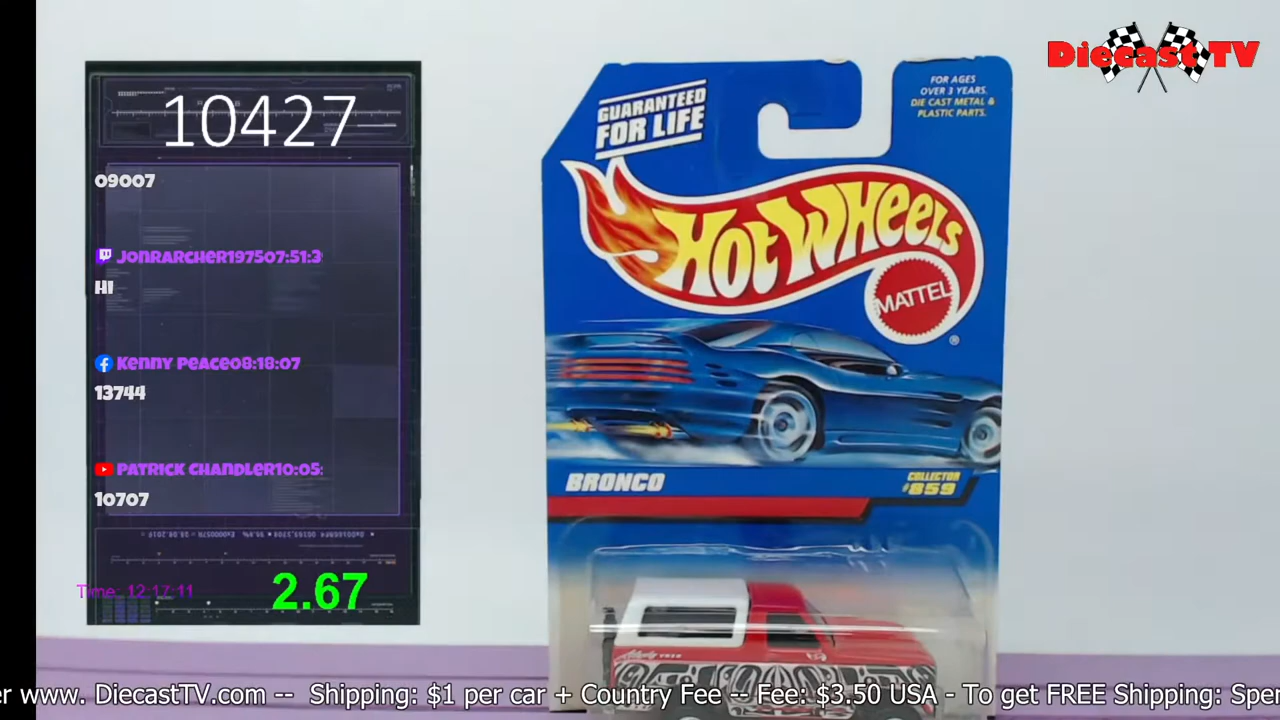 Diecast TV
10427
09007
JonRArcher197507:51:3
HI
Kenny Peace08:18:07
13744
Patrick Chandler10:05:
10707
Time: 12:17:11
2.67
GUARANTEED
FOR LIFE
FOR AGES
OVER 3 YEARS.
DIE CAST METAL &
PLASTIC PARTS.
HOT WHEELS
MATTEL
®
BRONCO
COLLECTOR
#859
er www. DiecastTV.com -- Shipping: $1 per car + Country Fee -- Fee: $3.50 USA - To get FREE Shipping: Spen